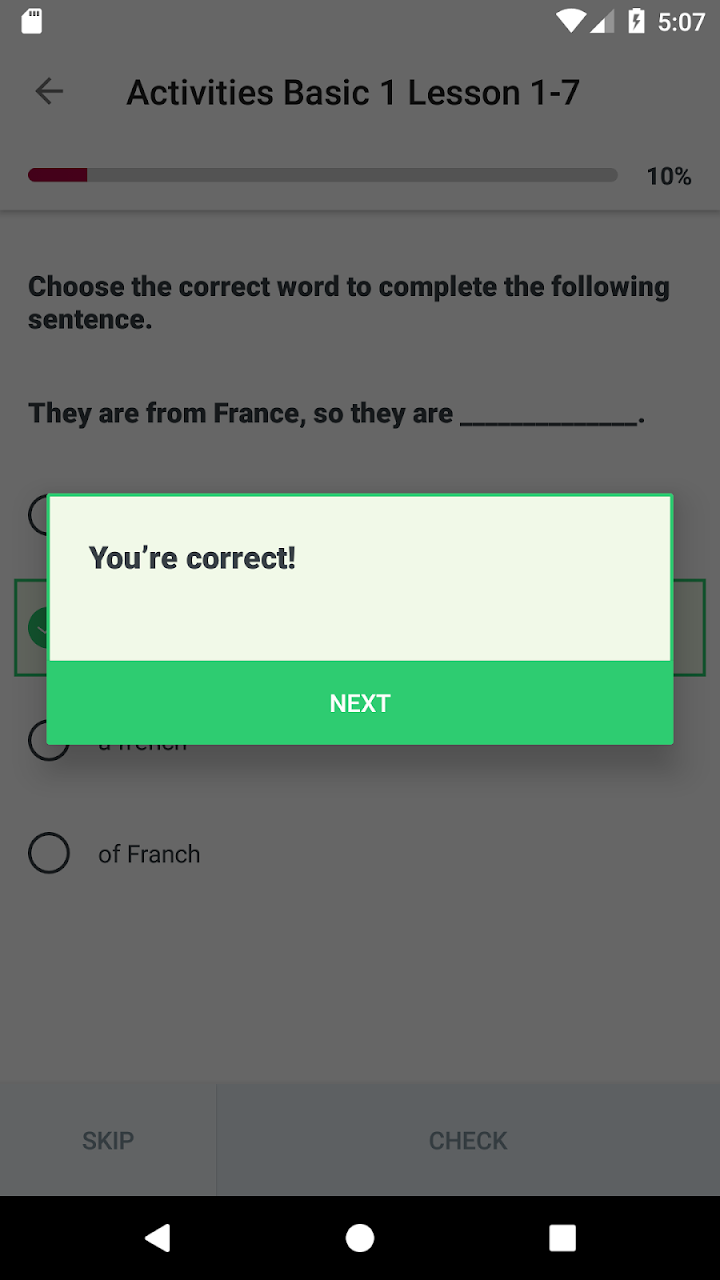 5:07
Activities Basic 1 Lesson 1-7
10%
Choose the correct word to complete the following
sentence.
They are from France, so they are ______________.
You're correct!
NEXT
a french
of Franch
SKIP
CHECK